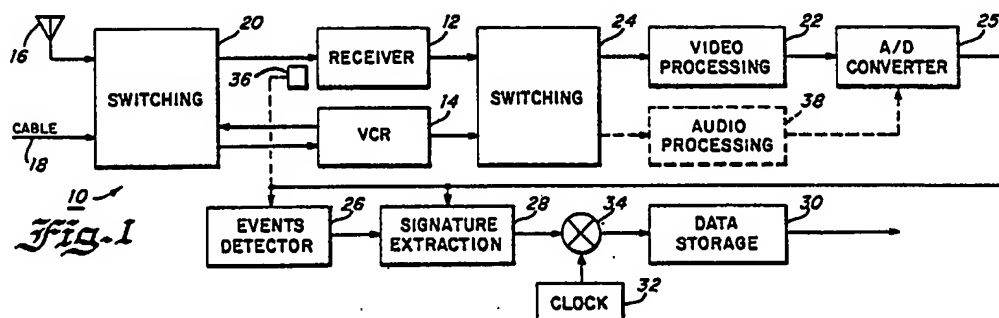 16
20
SWITCHING
CABLE
18
36
12
RECEIVER
14
VCR
24
SWITCHING
22
VIDEO
PROCESSING
38
AUDIO
PROCESSING
25
A/D
CONVERTER
10
Fig-1
26
EVENTS
DETECTOR
28
SIGNATURE
EXTRACTION
34
30
DATA
STORAGE
32
CLOCK